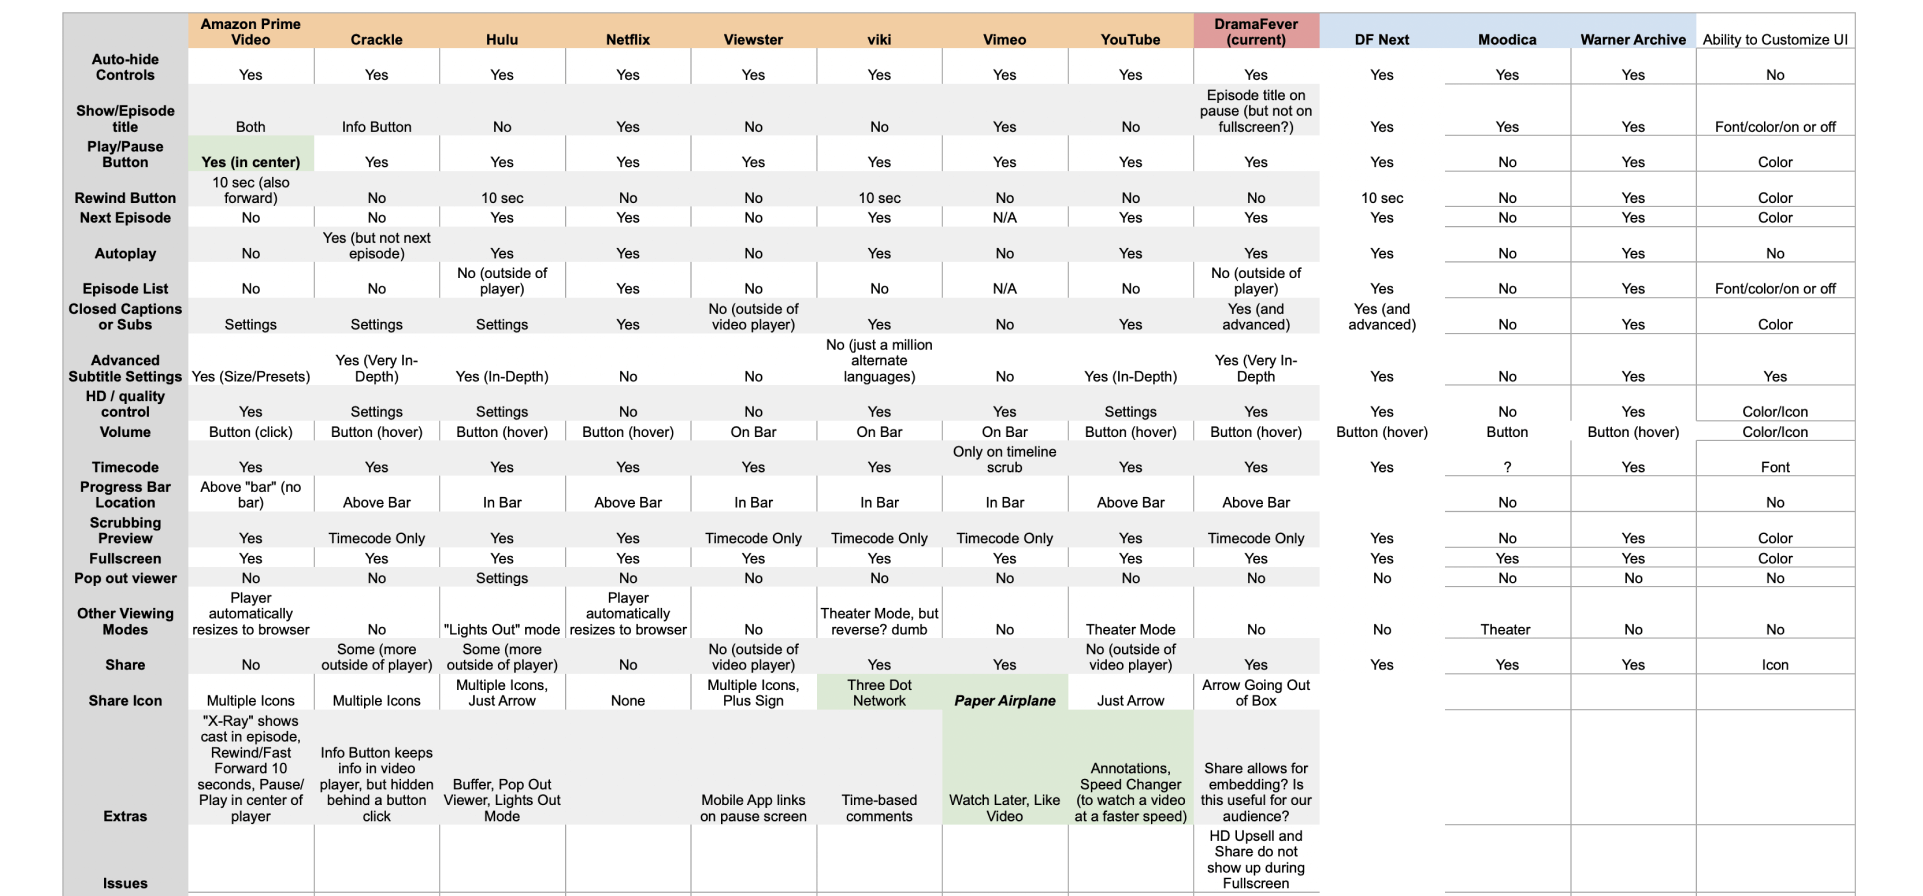 Amazon Prime Video Crackle Hulu Netflix Viewster viki Vimeo YouTube DramaFever (current) DF Next Moodica Warner Archive Ability to Customize UI
Auto-hide Controls Yes Yes Yes Yes Yes Yes Yes Yes Yes Yes Yes Yes No
Show/Episode title Both Info Button No Yes No No Yes No Episode title on pause (but not on fullscreen?) Yes Yes Yes Font/color/on or off
Play/Pause Button Yes (in center) Yes Yes Yes Yes Yes Yes Yes Yes Yes No Yes Color
Rewind Button 10 sec (also forward) No 10 sec No No 10 sec No No No 10 sec No Yes Color
Next Episode No No Yes Yes No Yes N/A Yes Yes Yes No Yes Color
Autoplay No Yes (but not next episode) Yes Yes No Yes No Yes Yes Yes No Yes No
Episode List No No No (outside of player) Yes No No N/A No No (outside of player) Yes No Yes Font/color/on or off
Closed Captions or Subs Settings Settings Settings Yes No (outside of video player) Yes No Yes Yes (and advanced) Yes (and advanced) No Yes Color
Advanced Subtitle Settings Yes (Size/Presets) Yes (Very In-Depth) Yes (In-Depth) No No No (just a million alternate languages) No Yes (In-Depth) Yes (Very In-Depth Yes No Yes Yes
HD / quality control Yes Settings Settings No No Yes Yes Settings Yes Yes No Yes Color/Icon
Volume Button (click) Button (hover) Button (hover) Button (hover) On Bar On Bar On Bar Button (hover) Button (hover) Button (hover) Button Button (hover) Color/Icon
Timecode Yes Yes Yes Yes Yes Yes Only on timeline scrub Yes Yes Yes ? Yes Font
Progress Bar Location Above "bar" (no bar) Above Bar In Bar Above Bar In Bar In Bar In Bar Above Bar Above Bar No No
Scrubbing Preview Yes Timecode Only Yes Yes Timecode Only Timecode Only Timecode Only Yes Timecode Only Yes No Yes Color
Fullscreen Yes Yes Yes Yes Yes Yes Yes Yes Yes Yes Yes Yes Color
Pop out viewer No No Settings No No No No No No No No No No
Other Viewing Modes Player automatically resizes to browser No "Lights Out" mode Player automatically resizes to browser No Theater Mode, but reverse? dumb No Theater Mode No No Theater No No
Share No Some (more outside of player) Some (more outside of player) No No (outside of video player) Yes Yes No (outside of video player) Yes Yes Yes Yes Icon
Share Icon Multiple Icons Multiple Icons Multiple Icons, Just Arrow None Multiple Icons, Plus Sign Three Dot Network Paper Airplane Just Arrow Arrow Going Out of Box
Extras "X-Ray" shows cast in episode, Rewind/Fast Forward 10 seconds, Pause/Play in center of player Info Button keeps info in video player, but hidden behind a button click Buffer, Pop Out Viewer, Lights Out Mode Mobile App links on pause screen Time-based comments Watch Later, Like Video Annotations, Speed Changer (to watch a video at a faster speed) Share allows for embedding? Is this useful for our audience?
Issues HD Upsell and Share do not show up during Fullscreen